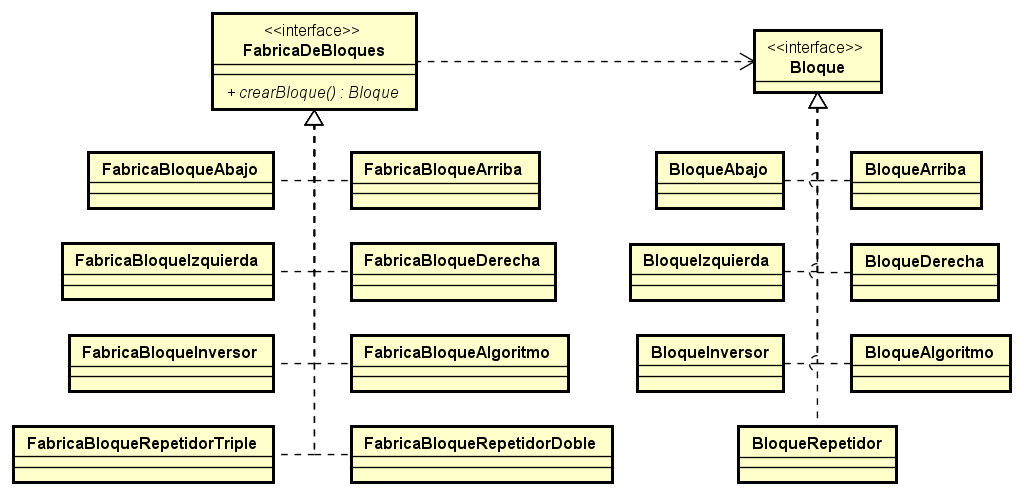 <<interface>>
FabricaDeBloques
+ crearBloque() : Bloque
<<interface>>
Bloque
FabricaBloqueAbajo
FabricaBloqueArriba
BloqueAbajo
BloqueArriba
FabricaBloqueIzquierda
FabricaBloqueDerecha
BloqueIzquierda
BloqueDerecha
FabricaBloqueInversor
FabricaBloqueAlgoritmo
BloqueInversor
BloqueAlgoritmo
FabricaBloqueRepetidorTriple
FabricaBloqueRepetidorDoble
BloqueRepetidor